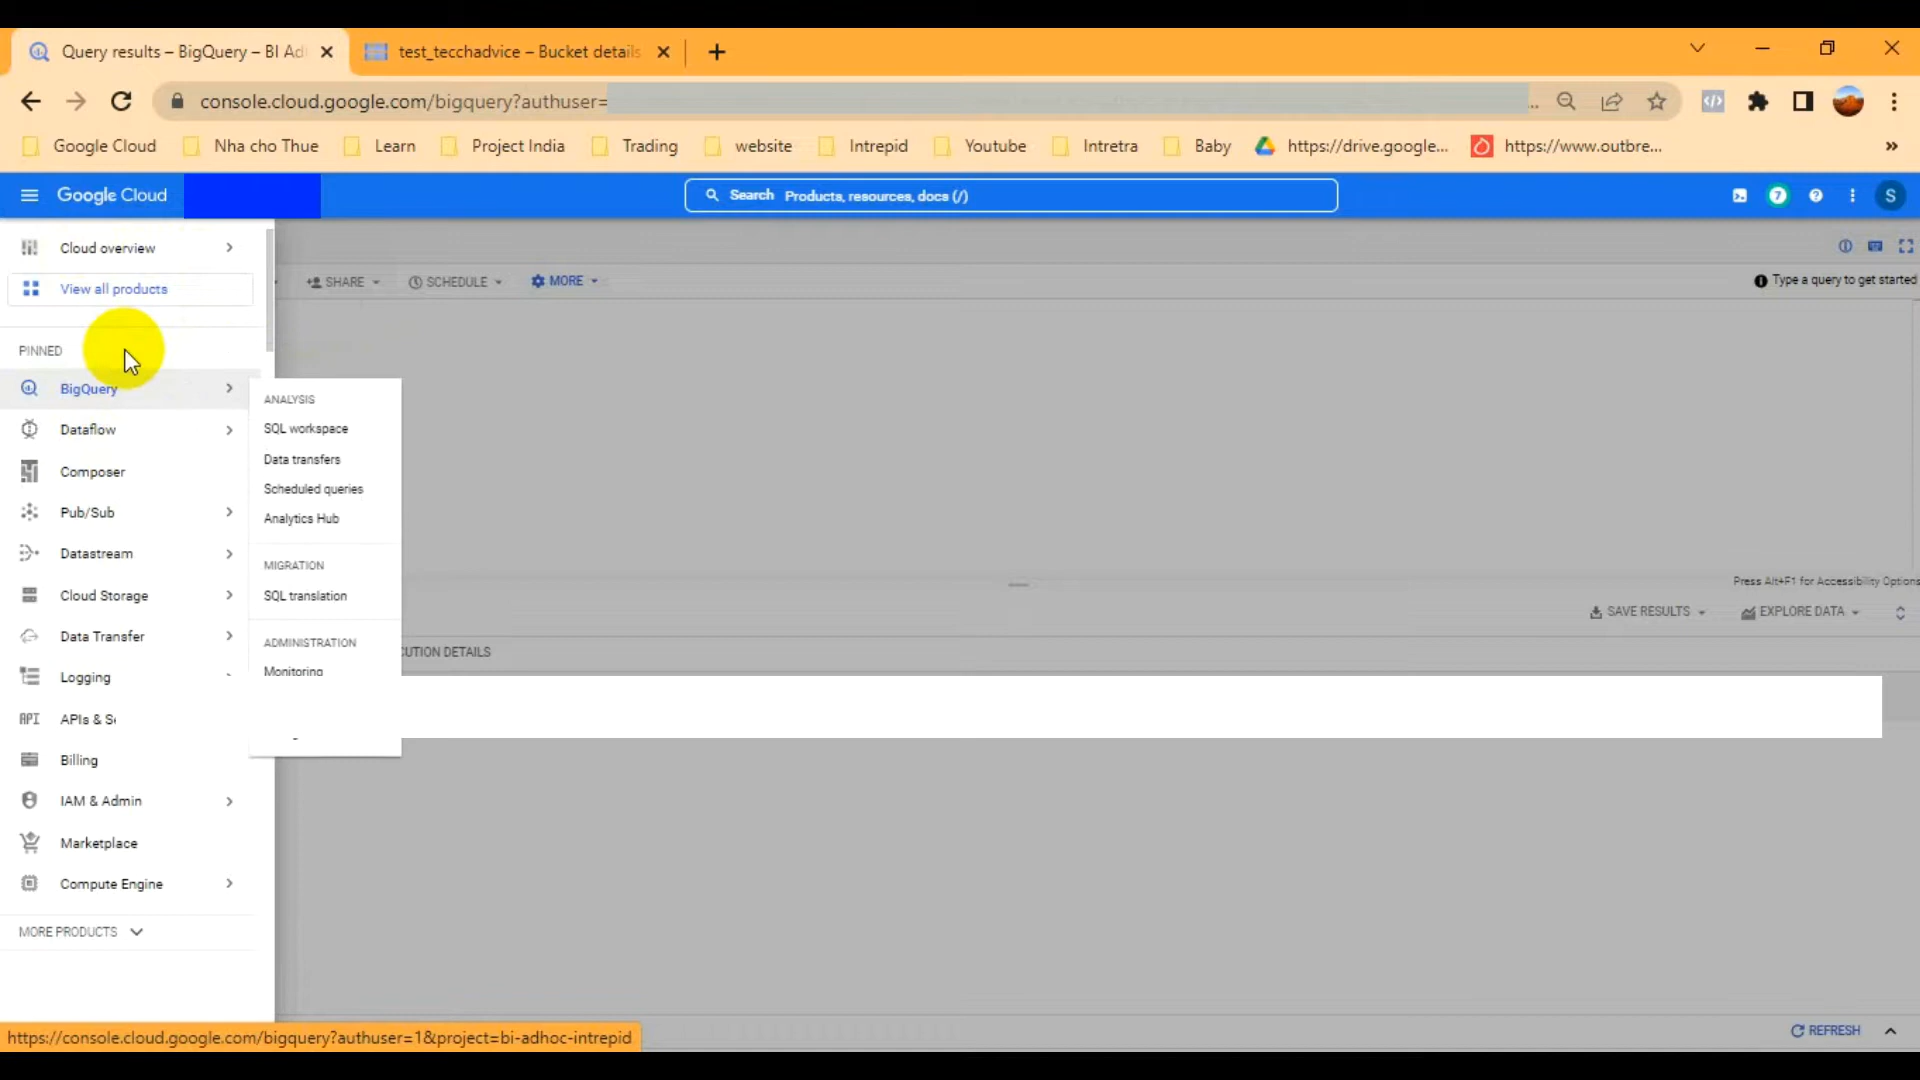 Query results – BigQuery – BI Ad
test_tecchadvice – Bucket details
console.cloud.google.com/bigquery?authuser=
...
Google Cloud
Nha cho Thue
Learn
Project India
Trading
website
Intrepid
Youtube
Intretra
Baby
https://drive.google...
https://www.outbre...
»
Google Cloud
Search Products, resources, docs (/)
7
S
Cloud overview
View all products
SHARE
SCHEDULE
MORE
Type a query to get started
PINNED
BigQuery
Dataflow
Composer
Pub/Sub
Datastream
Cloud Storage
Data Transfer
Logging
API APIs & S
Billing
IAM & Admin
Marketplace
Compute Engine
MORE PRODUCTS
ANALYSIS
SQL workspace
Data transfers
Scheduled queries
Analytics Hub
MIGRATION
SQL translation
ADMINISTRATION
Monitoring
Press Alt+F1 for Accessibility Options
SAVE RESULTS
EXPLORE DATA
CUTION DETAILS
REFRESH
https://console.cloud.google.com/bigquery?authuser=1&project=bi-adhoc-intrepid